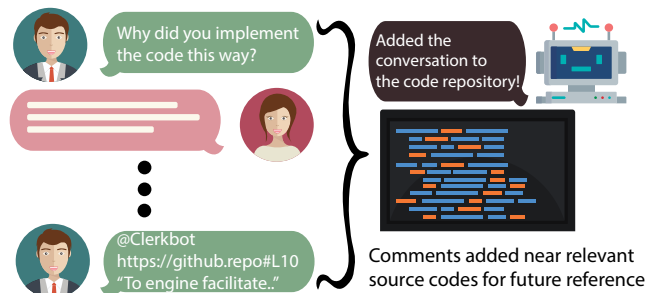 Why did you implement
the code this way?
@Clerkbot
https://github.repo#L10
“To engine facilitate..”
Added the
conversation to
the code repository!
Comments added near relevant
source codes for future reference